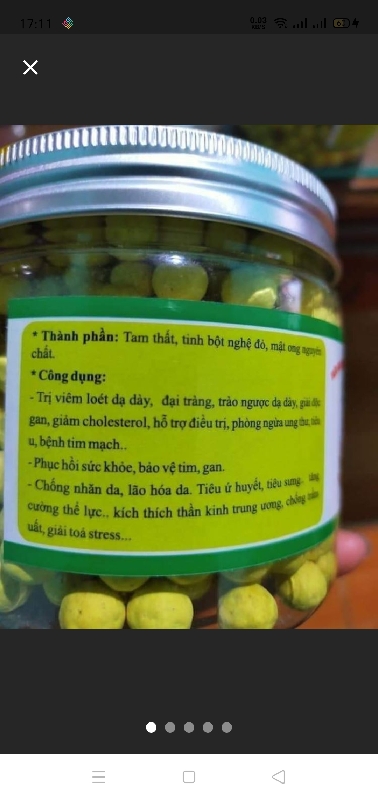 17:11
* Thành phần: Tam thất, tinh bột nghệ đỏ, mật ong nguyên
chất.
* Công dụng:
- Trị viêm loét dạ dày, đại tràng, trào ngược dạ dày, giải độc
gan, giảm cholesterol, hỗ trợ điều trị, phòng ngừa ung thư,
u, bệnh tim mạch..
- Phục hồi sức khỏe, bảo vệ tim, gan.
- Chống nhăn da, lão hóa da. Tiêu ứ huyết, tiêu sưng. tăng
cường thể lực.. kích thích thần kinh trung ương, chống
uất, giải toả stress...